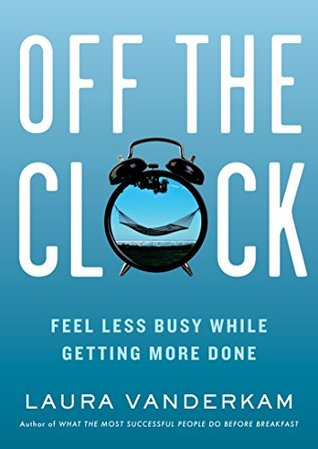 OFF THE
CLOCK
FEEL LESS BUSY WHILE
GETTING MORE DONE
LAURA VANDERKAM
Author of WHAT THE MOST SUCCESSFUL PEOPLE DO BEFORE BREAKFAST